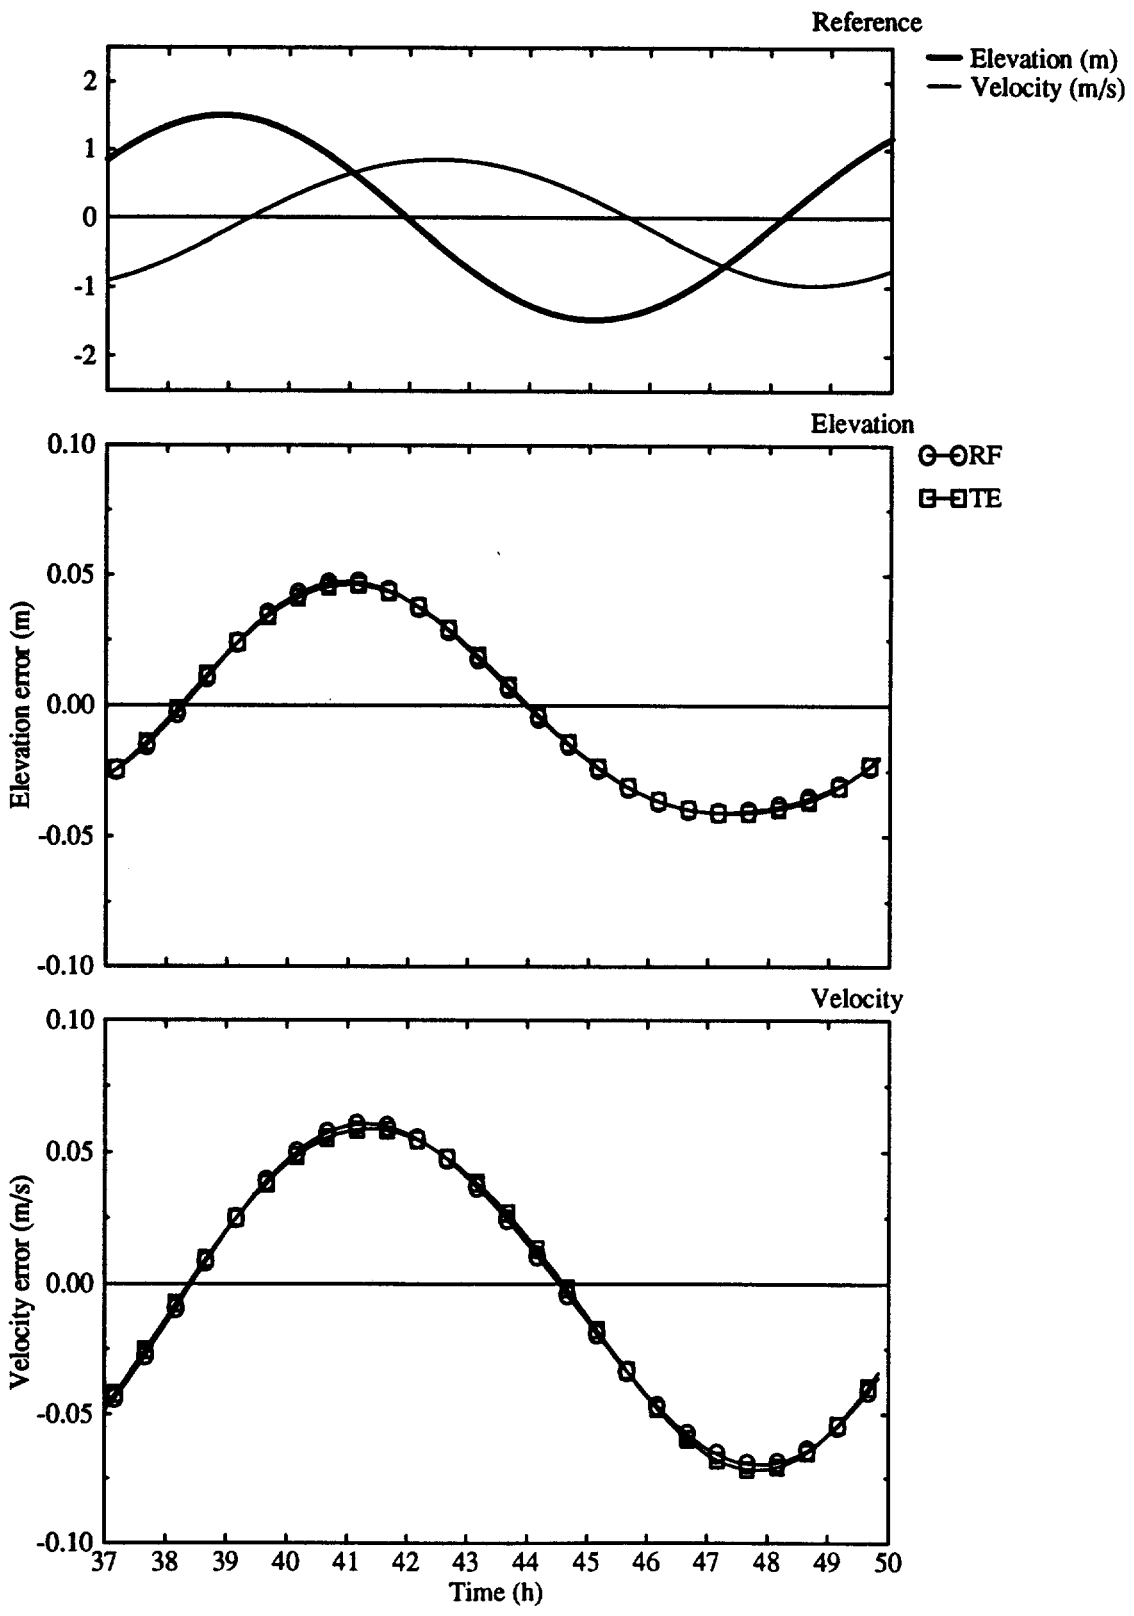 Reference
Elevation (m)
Velocity (m/s)
2
1
0
-1
-2
Elevation
RF
TE
0.10
0.05
0.00
-0.05
-0.10
Elevation error (m)
Velocity
0.10
0.05
0.00
-0.05
-0.10
Velocity error (m/s)
37 38 39 40 41 42 43 44 45 46 47 48 49 50
Time (h)